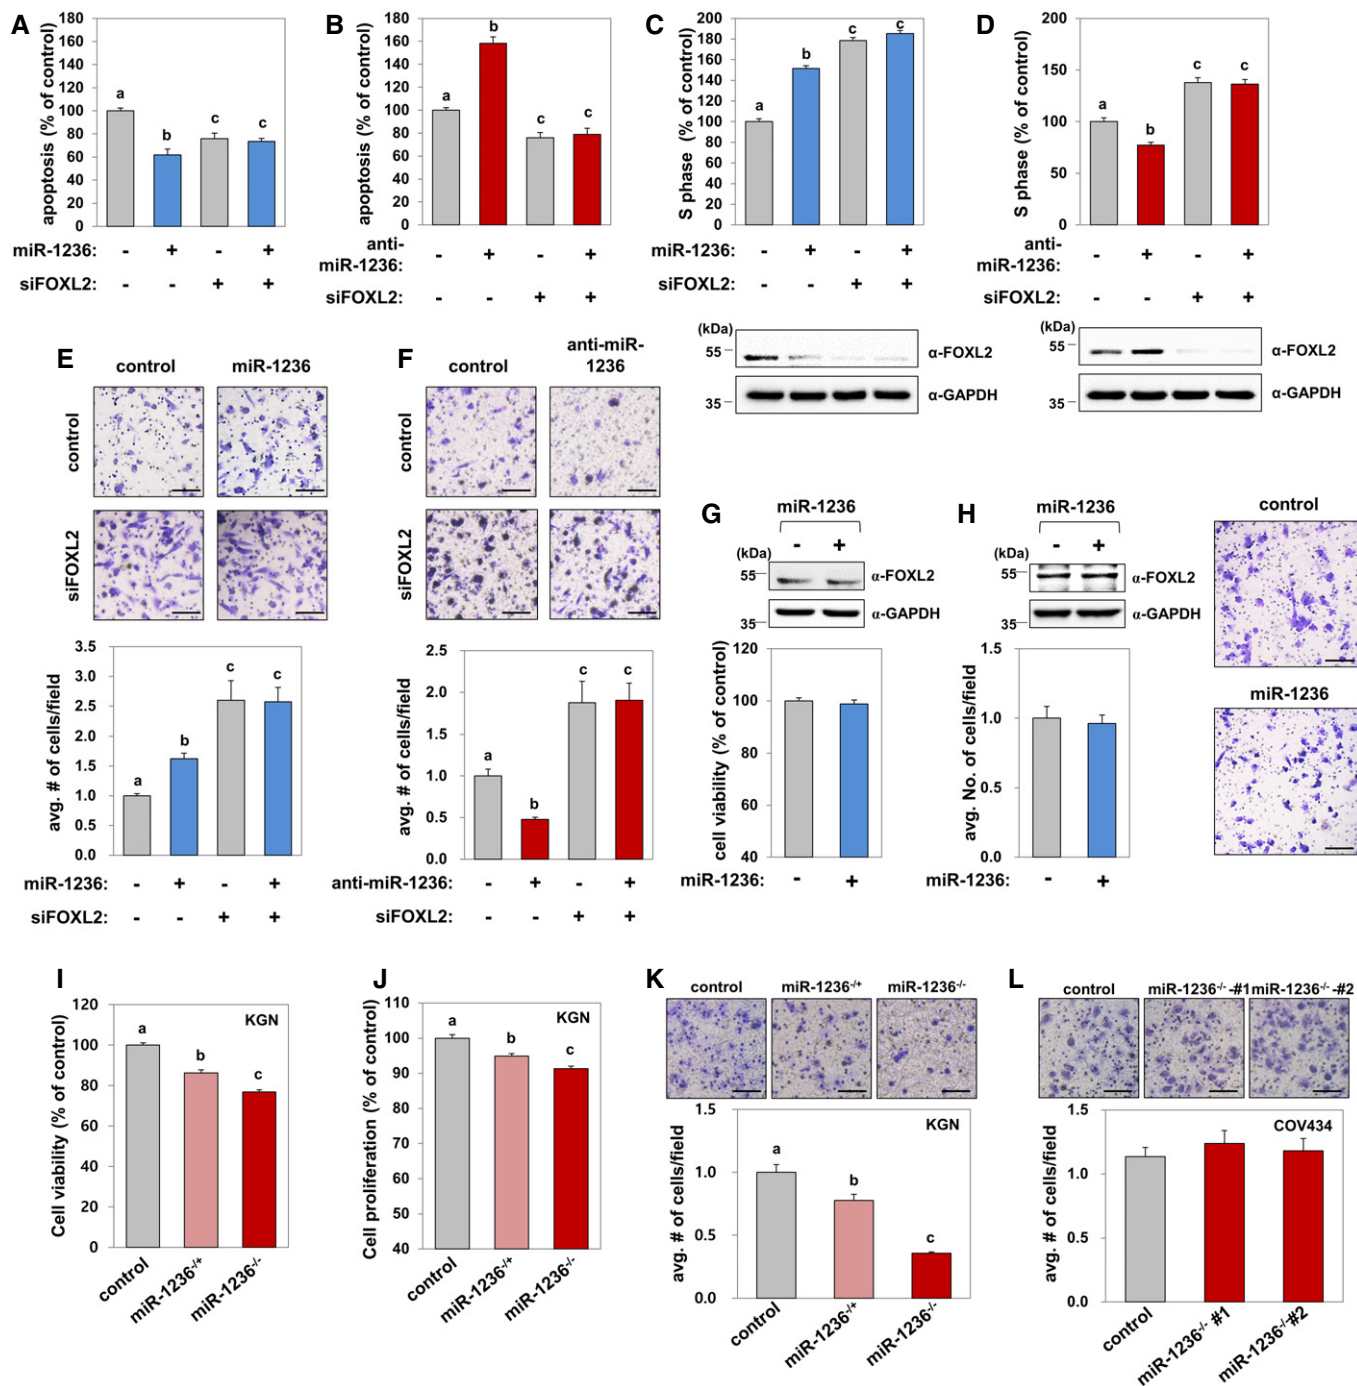 A
apoptosis (% of control)
180
160
140
120
100
80
60
40
20
0
a
b
c
c
miR-1236:
- + - +
siFOXL2:
- - + +
B
apoptosis (% of control)
180
160
140
120
100
80
60
40
20
0
a
b
c
c
anti-
miR-1236:
- + - +
siFOXL2:
- - + +
C
S phase (% of control)
200
180
160
140
120
100
80
60
40
20
0
a
b
c
c
miR-1236:
- + - +
siFOXL2:
- - + +
(kDa)
55
α-FOXL2
35
α-GAPDH
D
S phase (% of control)
200
150
100
50
0
a
b
c
c
anti-
miR-1236:
- + - +
siFOXL2:
- - + +
(kDa)
55
α-FOXL2
35
α-GAPDH
E
control
miR-1236
control
siFOXL2
avg. # of cells/field
3.5
3.0
2.5
2.0
1.5
1.0
0.5
0.0
a
b
c
c
miR-1236:
- + - +
siFOXL2:
- - + +
F
control
anti-miR-
1236
control
siFOXL2
avg. # of cells/field
2.5
2.0
1.5
1.0
0.5
0.0
a
b
c
c
anti-miR-1236:
- + - +
siFOXL2:
- - + +
G
miR-1236
- +
(kDa)
55
α-FOXL2
35
α-GAPDH
cell viability (% of control)
120
100
80
60
40
miR-1236:
- +
H
miR-1236
- +
(kDa)
55
α-FOXL2
35
α-GAPDH
avg. No. of cells/field
1.5
1.0
0.5
0.0
miR-1236:
- +
control
miR-1236
I
Cell viability (% of control)
120
100
80
60
40
20
0
KGN
a
b
c
control
miR-1236-/+
miR-1236-/-
J
Cell proliferation (% of control)
110
100
90
80
70
60
50
40
KGN
a
b
c
control
miR-1236-/+
miR-1236-/-
K
control
miR-1236-/+
miR-1236-/-
avg. # of cells/field
1.5
1.0
0.5
0.0
KGN
a
b
c
control
miR-1236-/+
miR-1236-/-
L
control
miR-1236-/--#1
miR-1236-/--#2
avg. # of cells/field
1.5
1.0
0.5
0.0
COV434
control
miR-1236-/- #1
miR-1236-/-#2